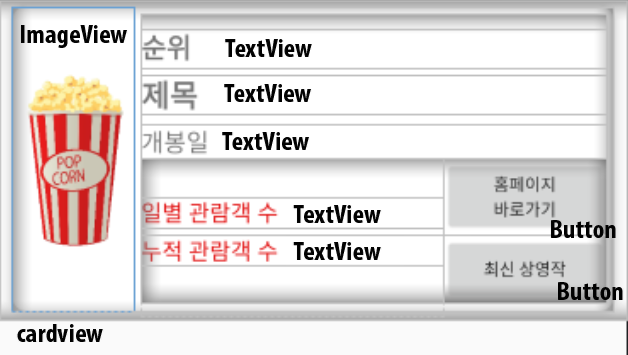 ImageView
순위 TextView
제목 TextView
개봉일 TextView
POP
CORN
일별 관람객 수 TextView
누적 관람객 수 TextView
홈페이지
바로가기
Button
최신 상영작
Button
cardview